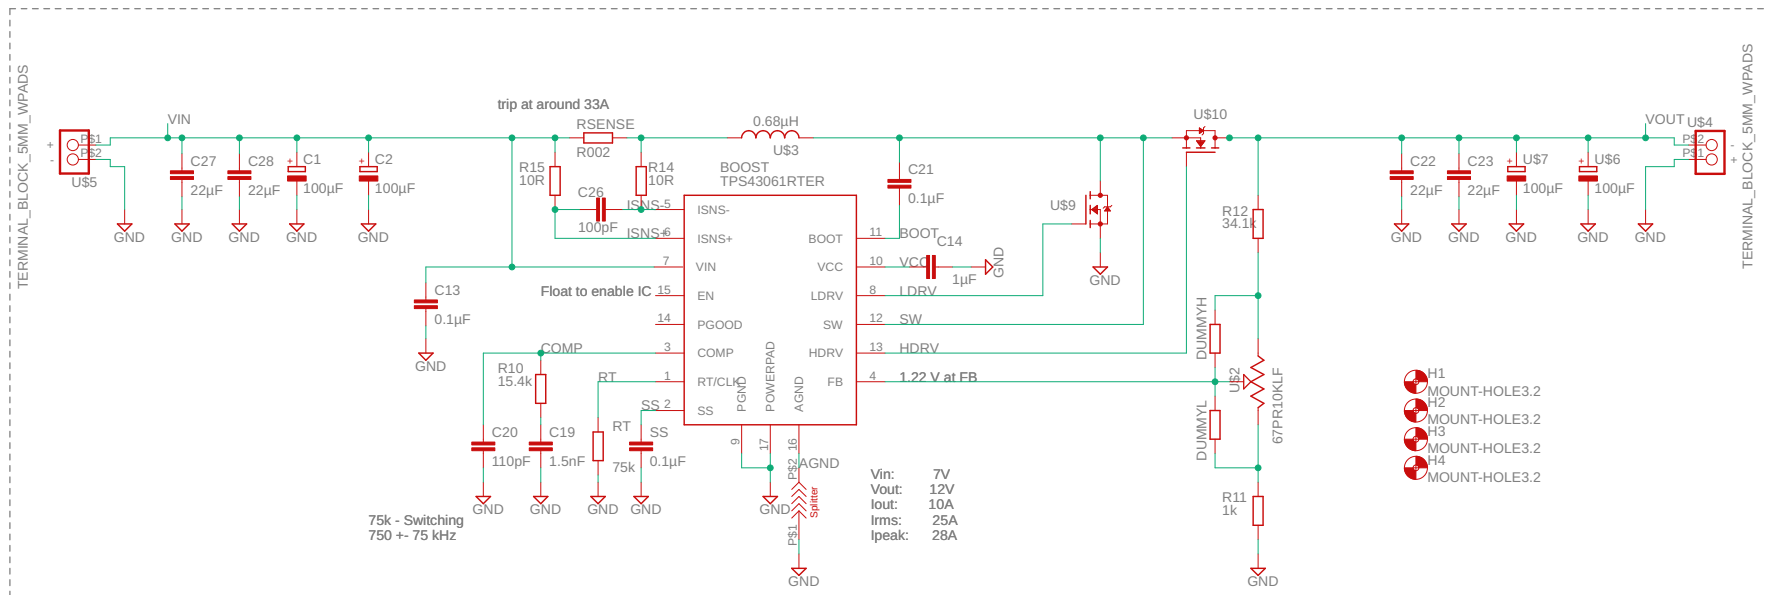 TERMINAL_BLOCK_5MM_WPADS
+
-
P$1
P$2
U$5
GND
VIN
C27
22µF
GND
C28
22µF
GND
+
C1
100µF
GND
+
C2
100µF
GND
trip at around 33A
RSENSE
R002
0.68µH
U$3
R15
10R
R14
10R
C26
100pF
ISNS-
5
ISNS+
6
7
Float to enable IC
15
14
COMP
3
RT
1
SS
2
BOOST
TPS43061RTER
ISNS-
ISNS+
VIN
EN
PGOOD
COMP
RT/CLK
SS
BOOT
VCC
LDRV
SW
HDRV
FB
PGND
POWERPAD
AGND
9
17
16
11
BOOT
10
VCC
8
LDRV
12
SW
13
HDRV
4
1.22 V at FB
C21
0.1µF
C14
1µF
GND
U$9
GND
U$10
C13
0.1µF
GND
R10
15.4k
C20
110pF
GND
C19
1.5nF
GND
RT
75k
GND
SS
0.1µF
GND
75k - Switching
750 +- 75 kHz
GND
AGND
P$2
Splitter
P$1
GND
Vin: 7V
Vout: 12V
Iout: 10A
Irms: 25A
Ipeak: 28A
R12
34.1k
DUMMYH
DUMMYL
U$2
67PR10KLF
R11
1k
GND
C22
22µF
GND
C23
22µF
GND
+
U$7
100µF
GND
+
U$6
100µF
GND
VOUT
U$4
P$2
P$1
-
+
GND
TERMINAL_BLOCK_5MM_WPADS
H1
MOUNT-HOLE3.2
H2
MOUNT-HOLE3.2
H3
MOUNT-HOLE3.2
H4
MOUNT-HOLE3.2